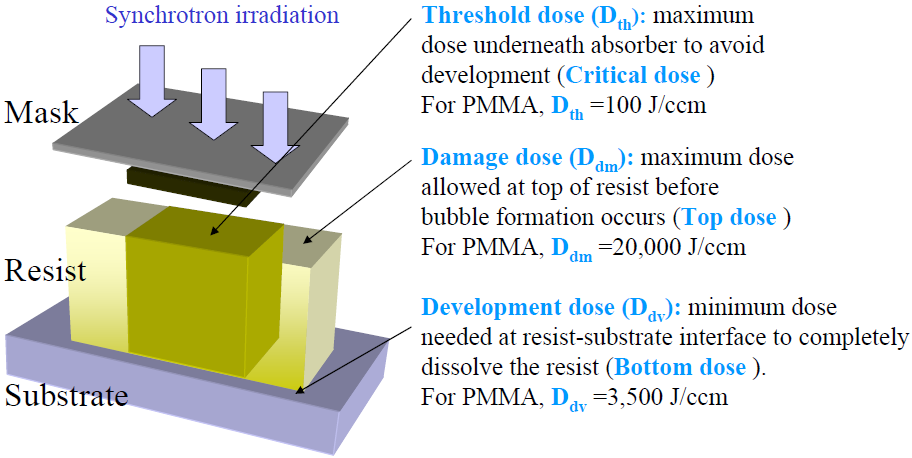 Synchrotron irradiation
Mask
Resist
Substrate
Threshold dose (Dth): maximum
dose underneath absorber to avoid
development (Critical dose )
For PMMA, Dth =100 J/ccm
Damage dose (Ddm): maximum dose
allowed at top of resist before
bubble formation occurs (Top dose )
For PMMA, Ddm =20,000 J/ccm
Development dose (Ddv): minimum dose
needed at resist-substrate interface to completely
dissolve the resist (Bottom dose ).
For PMMA, Ddv =3,500 J/ccm